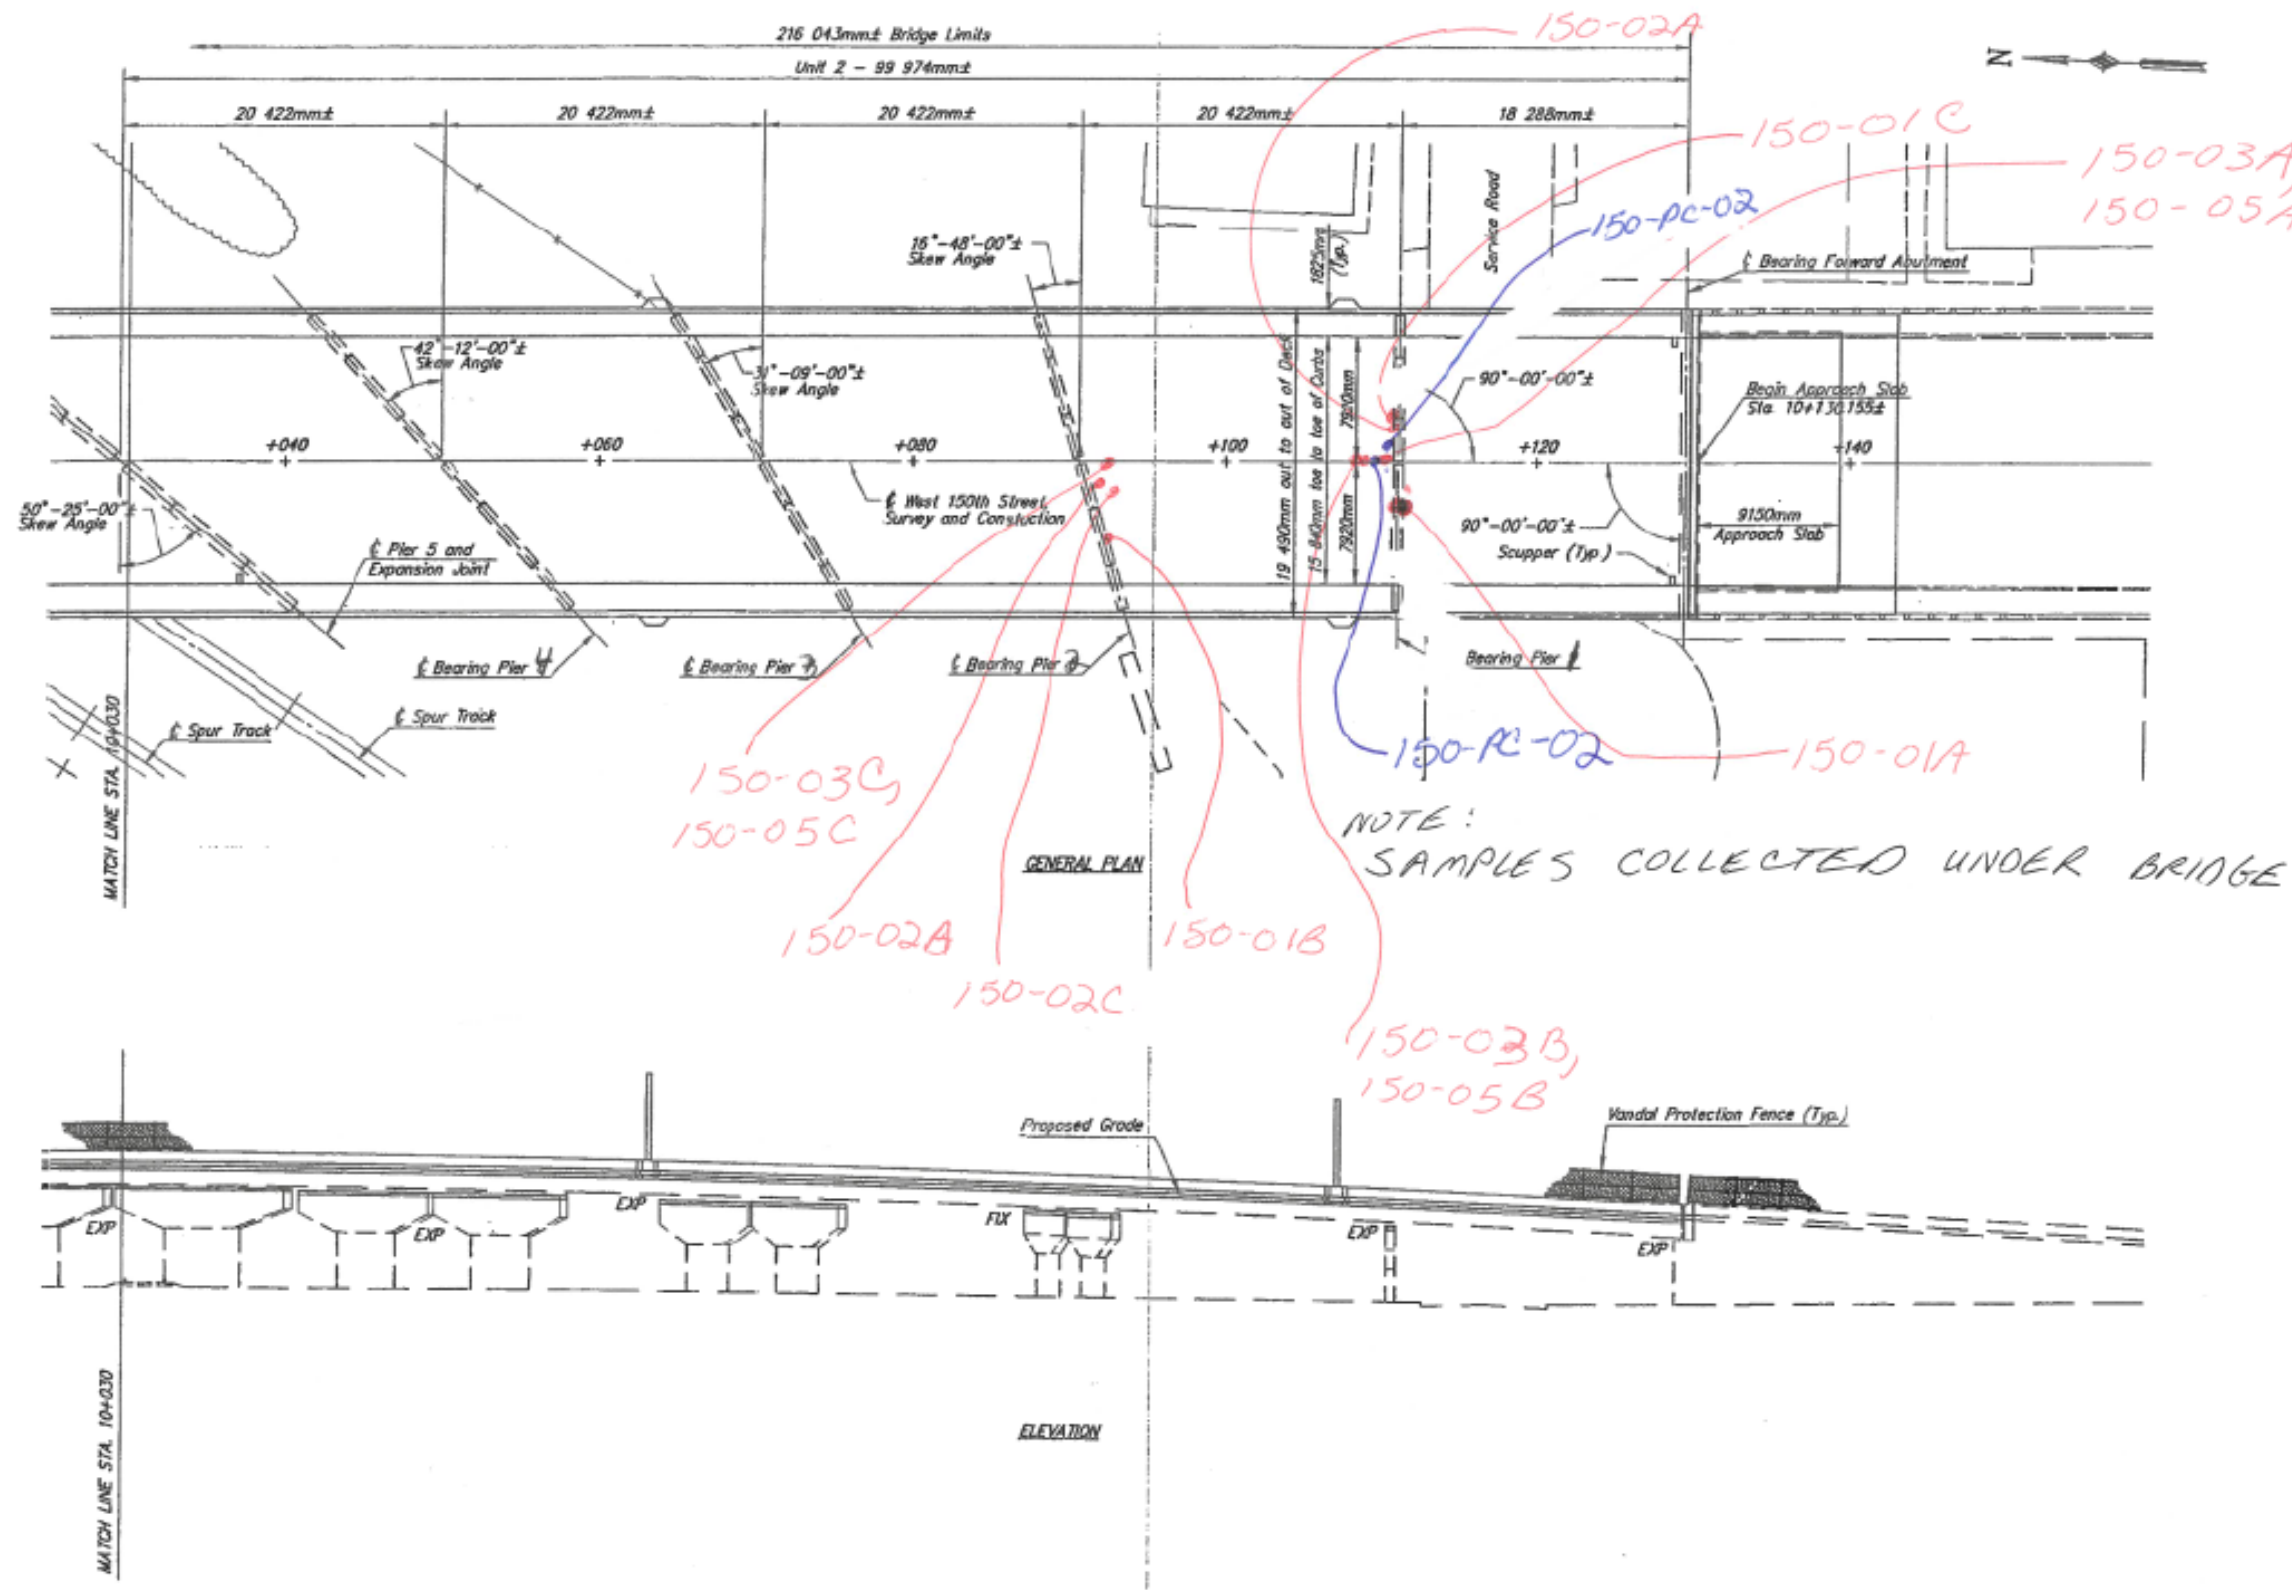 216 043mm± Bridge Limits
150-02A
N
Unit 2 - 99 974mm±
20 422mm±
20 422mm±
20 422mm±
20 422mm±
18 288mm±
150-01C
150-03A,
150-05A
150-PC-02
Service Road
1825mm
(Typ.)
16°-48'-00"±
Skew Angle
℄ Bearing Forward Abutment
42°-12'-00"±
Skew Angle
31°-09'-00"±
Skew Angle
90°-00'-00"±
Begin Approach Slab
Sta. 10+130.155±
19 490mm out to out of Deck
15 840mm toe to toe of Curbs
7920mm
7920mm
+040
+060
+080
+100
+120
+140
℄ West 150th Street,
Survey and Constuction
50°-25'-00"±
Skew Angle
90°-00'-00"±
9150mm
Approach Slab
Scupper (Typ.)
℄ Pier 5 and
Expansion Joint
℄ Bearing Pier 4
℄ Bearing Pier 3
℄ Bearing Pier 2
Bearing Pier 1
℄ Spur Track
℄ Spur Track
MATCH LINE STA. 10+030
150-PC-02
150-01A
150-03C,
150-05C
NOTE:
SAMPLES COLLECTED UNDER BRIDGE
GENERAL PLAN
150-02A
150-01B
150-02C
150-03B,
150-05B
Proposed Grade
Vandal Protection Fence (Typ.)
EXP
EXP
EXP
FIX
EXP
EXP
MATCH LINE STA. 10+030
ELEVATION